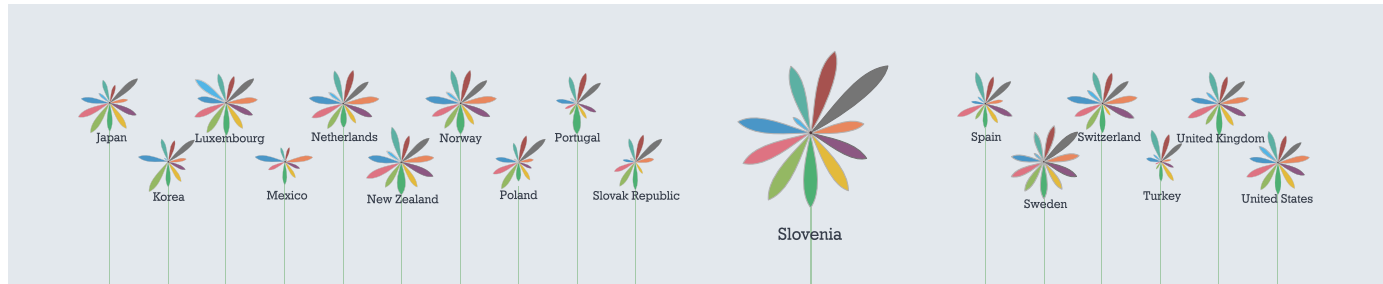 Japan
Luxembourg
Netherlands
Norway
Portugal
Spain
Switzerland
United Kingdom
Korea
Mexico
New Zealand
Poland
Slovak Republic
Sweden
Turkey
United States
Slovenia